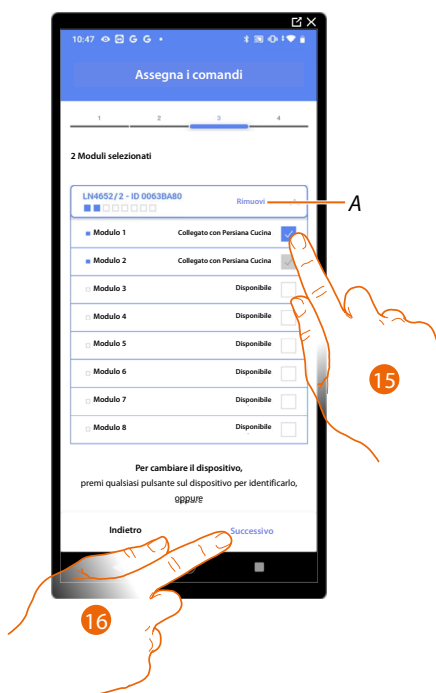 10:47 G G
Assegna i comandi
1 2 3 4
2 Moduli selezionati
LN4652/2 - ID 0063BA80
Rimuovi
A
Modulo 1 Collegato con Persiana Cucina
Modulo 2 Collegato con Persiana Cucina
Modulo 3 Disponibile
Modulo 4 Disponibile
Modulo 5 Disponibile
Modulo 6 Disponibile
Modulo 7 Disponibile
Modulo 8 Disponibile
15
Per cambiare il dispositivo,
premi qualsiasi pulsante sul dispositivo per identificarlo,
oppure
Indietro Successivo
16